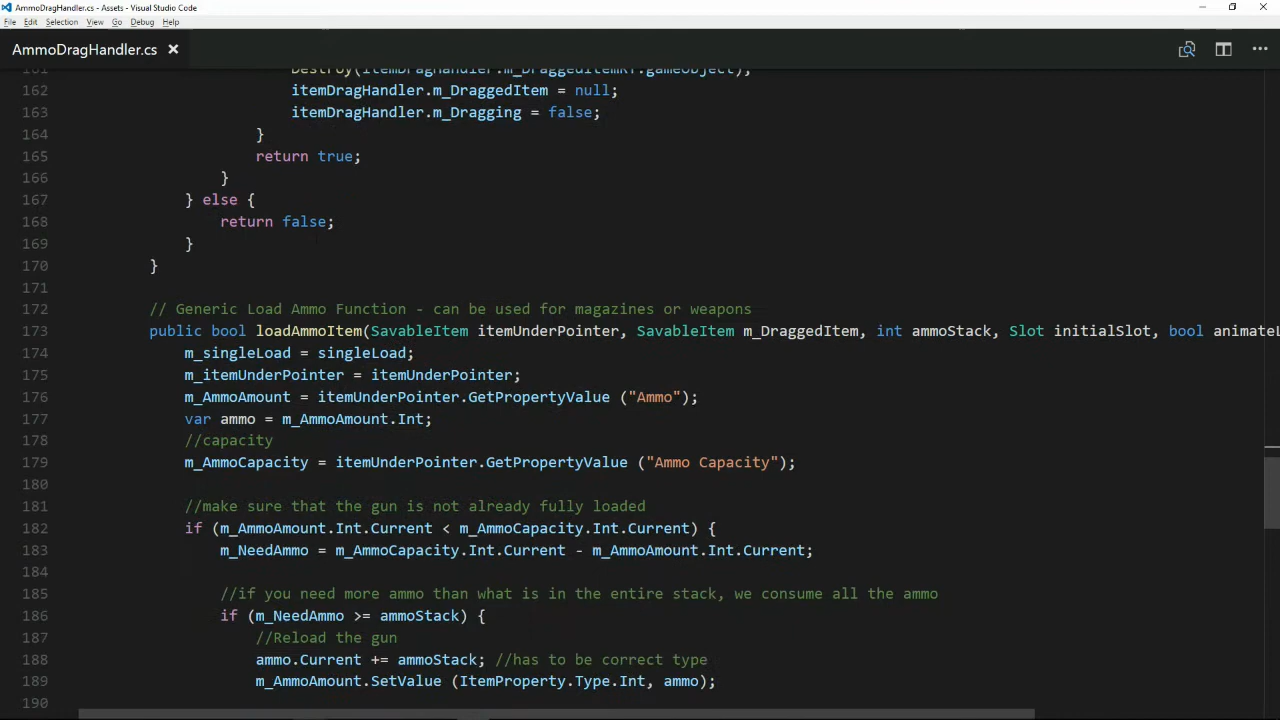 AmmoDragHandler.cs - Assets - Visual Studio Code
File Edit Selection View Go Debug Help
AmmoDragHandler.cs
161 Destroy(itemDragHandler.m_DraggedItemRT.gameObject);
162 itemDragHandler.m_DraggedItem = null;
163 itemDragHandler.m_Dragging = false;
164 }
165 return true;
166 }
167 } else {
168 return false;
169 }
170 }
171
172 // Generic Load Ammo Function - can be used for magazines or weapons
173 public bool loadAmmoItem(SavableItem itemUnderPointer, SavableItem m_DraggedItem, int ammoStack, Slot initialSlot, bool animateL
174 m_singleLoad = singleLoad;
175 m_itemUnderPointer = itemUnderPointer;
176 m_AmmoAmount = itemUnderPointer.GetPropertyValue ("Ammo");
177 var ammo = m_AmmoAmount.Int;
178 //capacity
179 m_AmmoCapacity = itemUnderPointer.GetPropertyValue ("Ammo Capacity");
180
181 //make sure that the gun is not already fully loaded
182 if (m_AmmoAmount.Int.Current < m_AmmoCapacity.Int.Current) {
183 m_NeedAmmo = m_AmmoCapacity.Int.Current - m_AmmoAmount.Int.Current;
184
185 //if you need more ammo than what is in the entire stack, we consume all the ammo
186 if (m_NeedAmmo >= ammoStack) {
187 //Reload the gun
188 ammo.Current += ammoStack; //has to be correct type
189 m_AmmoAmount.SetValue (ItemProperty.Type.Int, ammo);
190